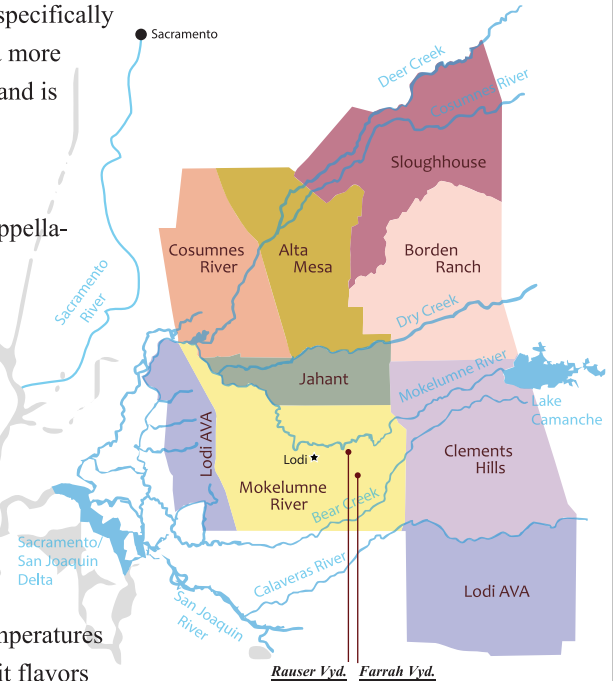 specifically
more
and is
ppella-
mperatures
it flavors
Sacramento
Deer Creek
Cosumnes River
Sloughhouse
Cosumnes
River
Alta
Mesa
Borden
Ranch
Sacramento
River
Dry Creek
Jahant
Mokelumne River
Lake
Camanche
Lodi AVA
Lodi
Clements
Hills
Mokelumne
River
Bear Creek
Sacramento/
San Joaquin
Delta
Calaveras River
San Joaquin
River
Lodi AVA
Rauser Vyd.
Farrah Vyd.